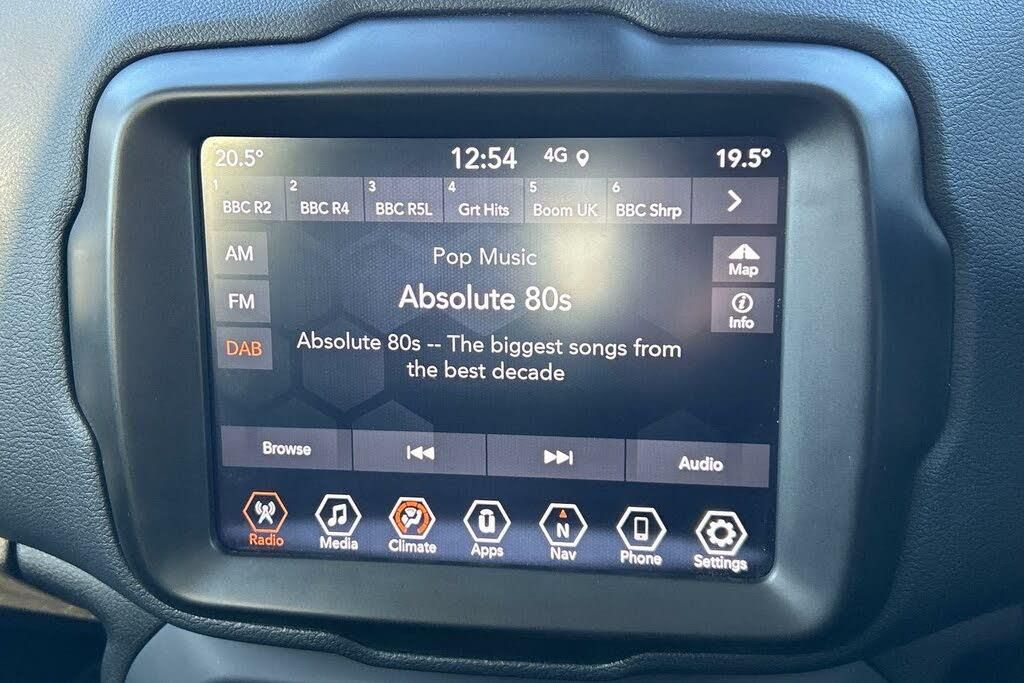 20.5° 12:54 4G 19.5°
1 BBC R2 2 BBC R4 3 BBC R5L 4 Grt Hits 5 Boom UK 6 BBC Shrp
AM
Pop Music
Map
FM
Absolute 80s
Info
DAB
Absolute 80s -- The biggest songs from
the best decade
Browse
Audio
Radio Media Climate Apps N Nav Phone Settings